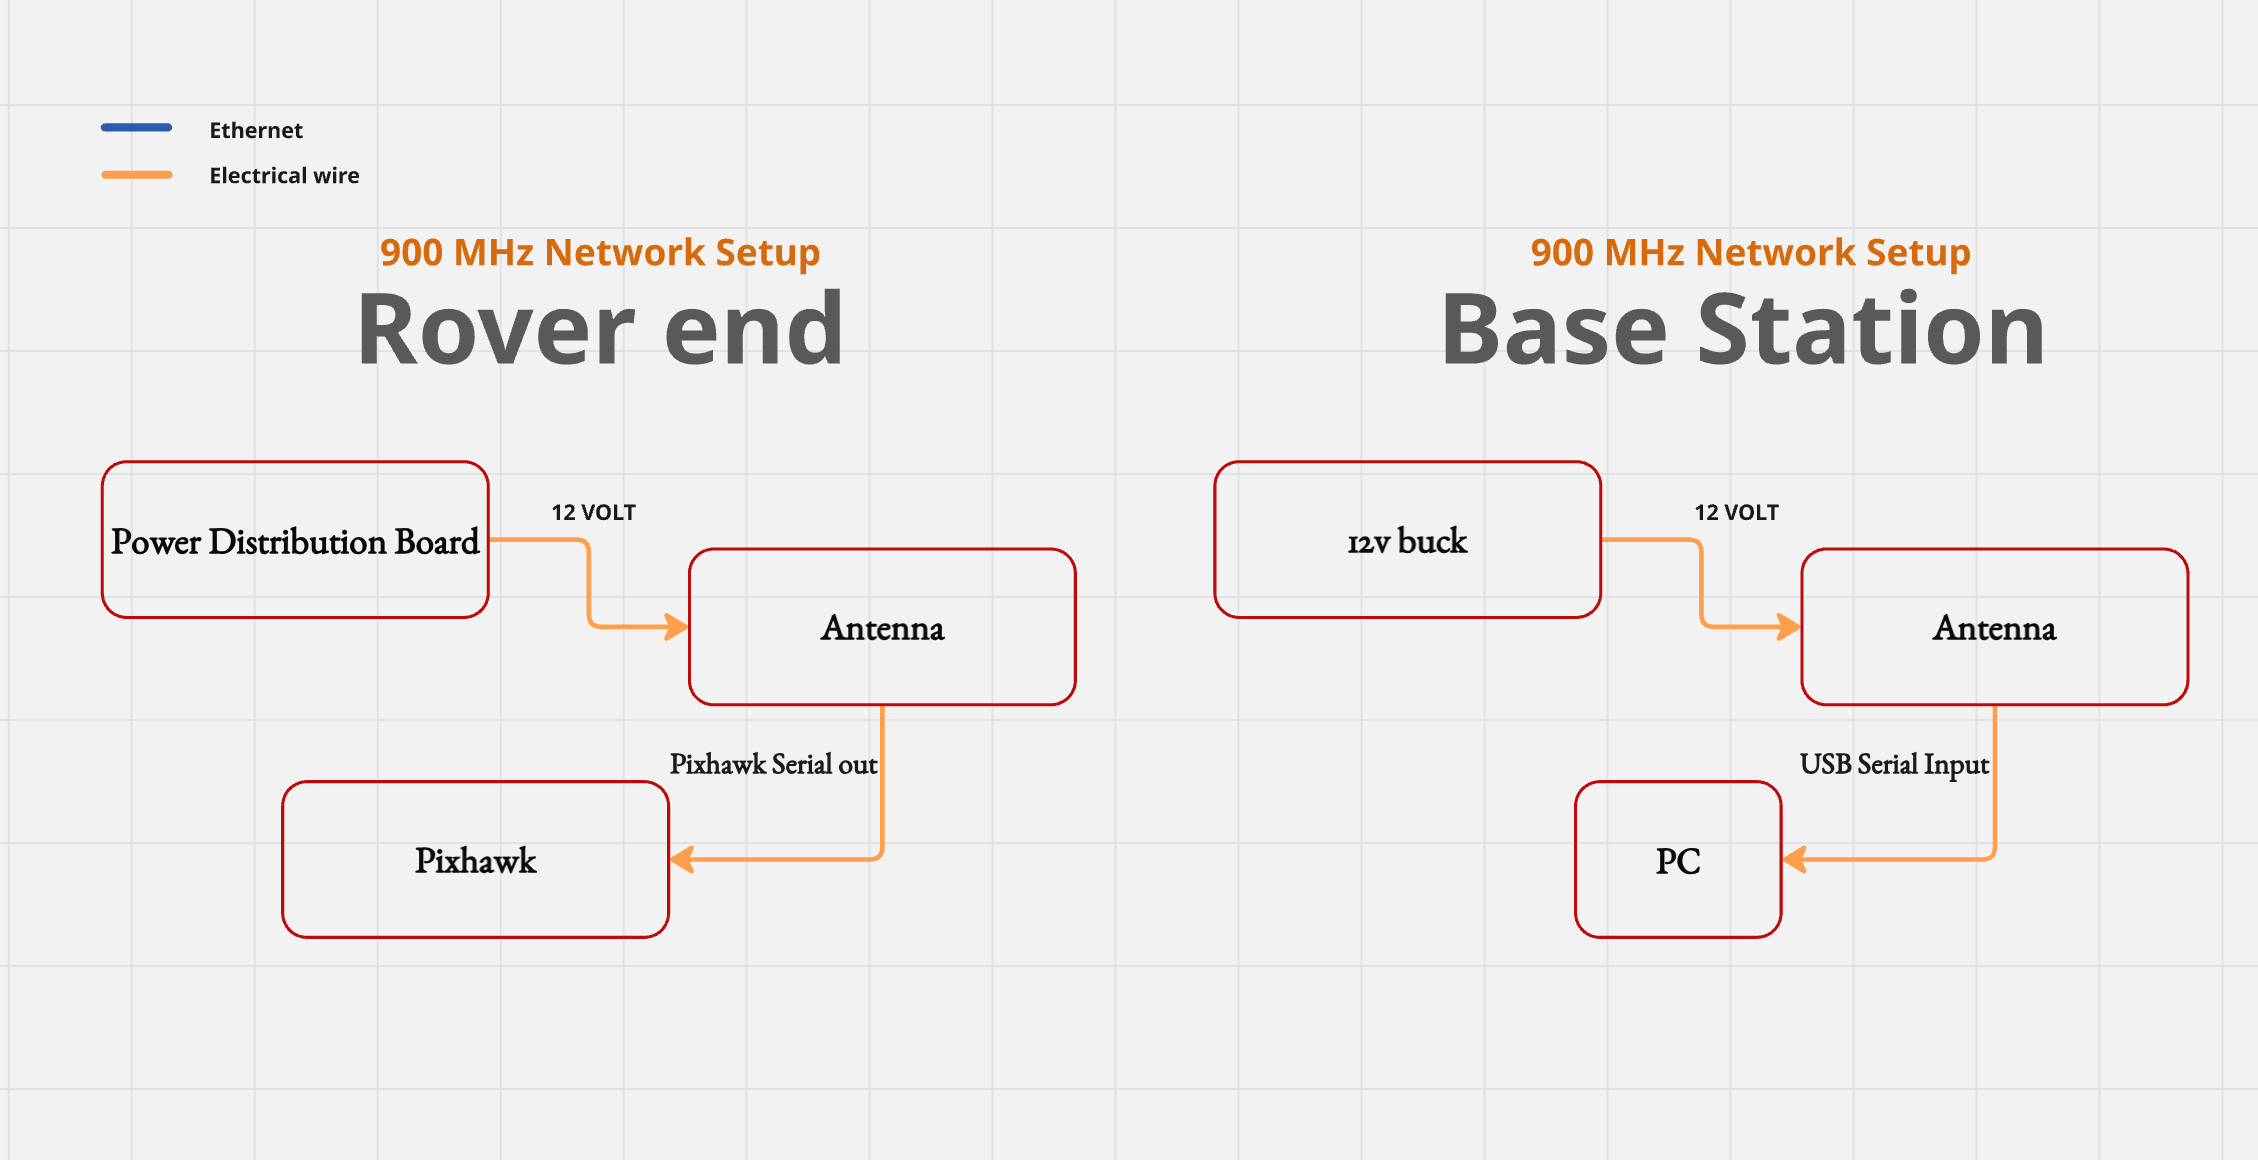 Ethernet
Electrical wire
900 MHz Network Setup
Rover end
Power Distribution Board
12 VOLT
Antenna
Pixhawk Serial out
Pixhawk
900 MHz Network Setup
Base Station
12v buck
12 VOLT
Antenna
USB Serial Input
PC